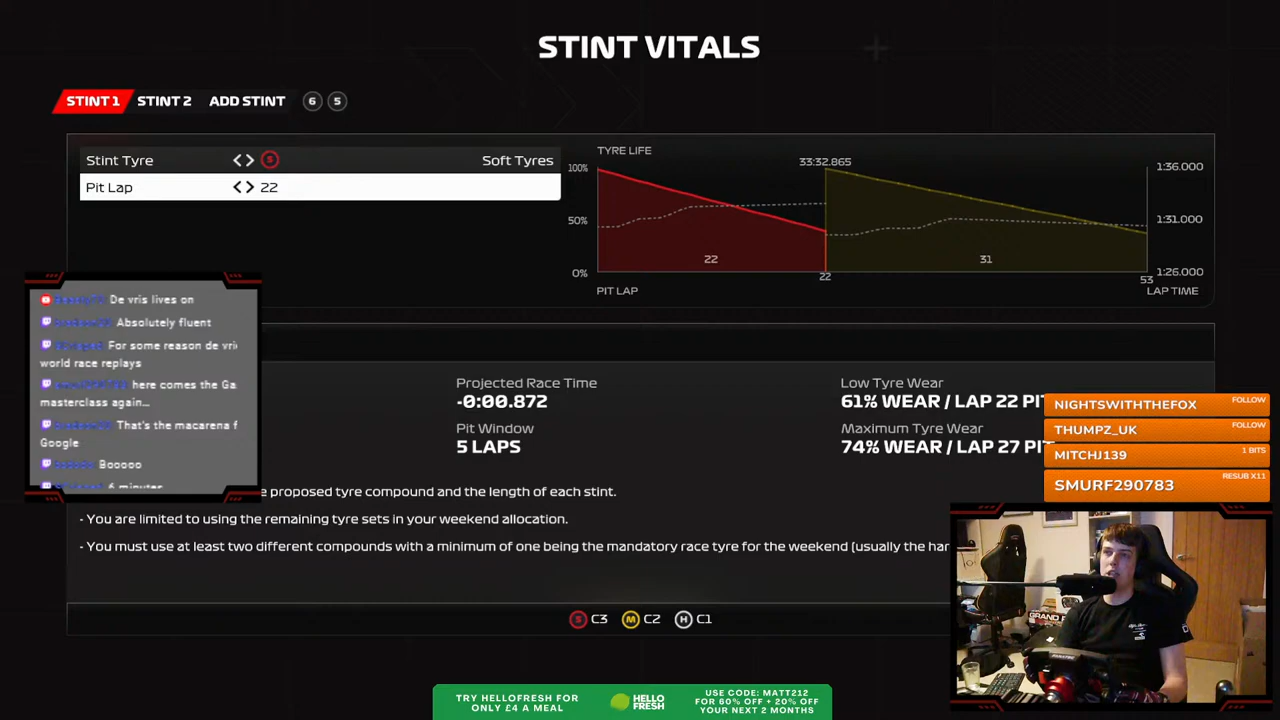 STINT VITALS
STINT 1 STINT 2 ADD STINT 6 5
Stint Tyre S Soft Tyres
Pit Lap 22
TYRE LIFE
100%
50%
0%
33:32.865
1:36.000
1:31.000
1:26.000
22
31
22
53
PIT LAP
LAP TIME
De vris lives on
Absolutely fluent
For some reason de vri
world race replays
here comes the Ga
masterclass again...
That's the macarena f
Google
Booooo
6 minutes
Projected Race Time
-0:00.872
Pit Window
5 LAPS
Low Tyre Wear
61% WEAR / LAP 22 PIT
Maximum Tyre Wear
74% WEAR / LAP 27 PIT
NIGHTSWITHTHEFOX FOLLOW
THUMPZ_UK FOLLOW
MITCHJ139 1 BITS
SMURF290783 RESUB X11
e proposed tyre compound and the length of each stint.
- You are limited to using the remaining tyre sets in your weekend allocation.
- You must use at least two different compounds with a minimum of one being the mandatory race tyre for the weekend (usually the har
S C3 M C2 H C1
TRY HELLOFRESH FOR
ONLY £4 A MEAL
HELLO
FRESH
USE CODE: MATT212
FOR 60% OFF + 20% OFF
YOUR NEXT 2 MONTHS